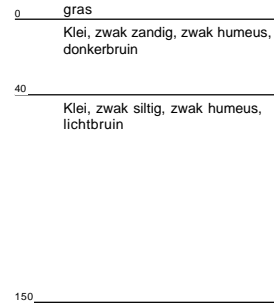 0 gras
Klei, zwak zandig, zwak humeus,
donkerbruin
40
Klei, zwak siltig, zwak humeus,
lichtbruin
150